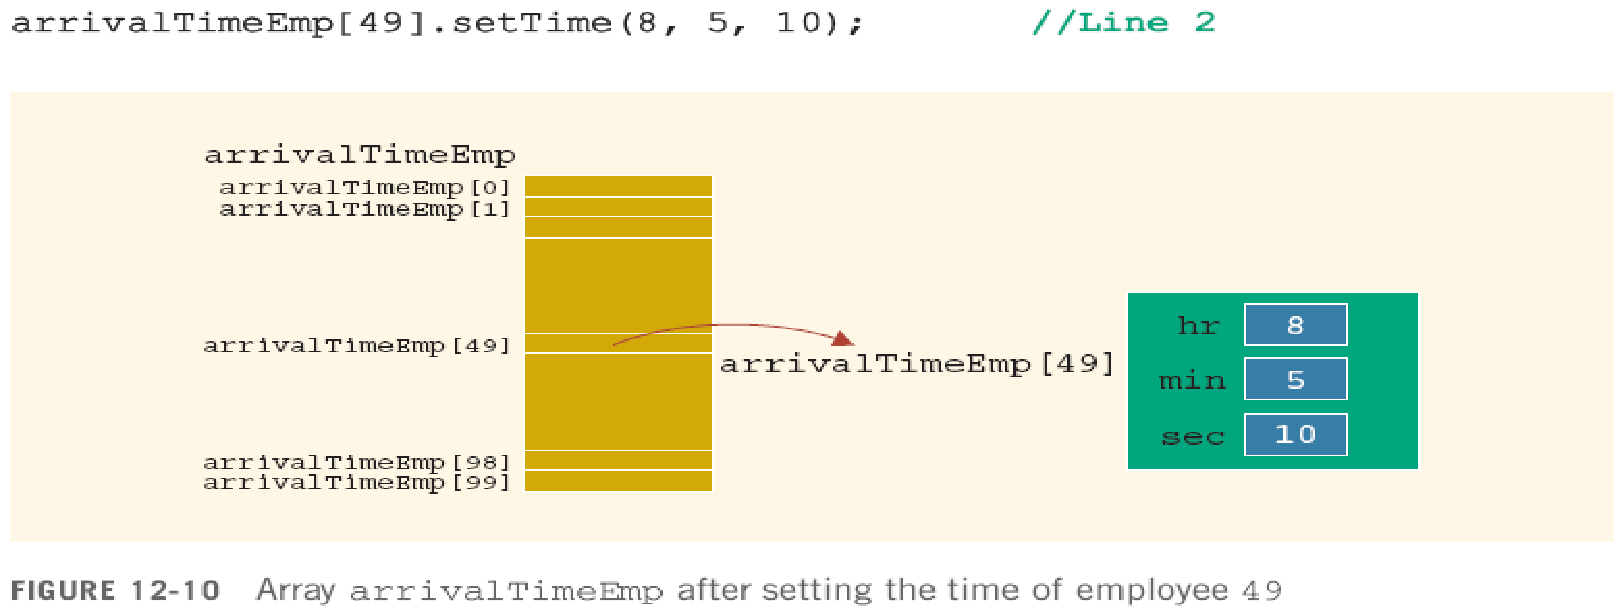 arrivalTimeEmp[49].setTime(8, 5, 10); //Line 2
arrivalTimeEmp
arrivalTimeEmp[0]
arrivalTimeEmp[1]
arrivalTimeEmp[49]
arrivalTimeEmp[98]
arrivalTimeEmp[99]
arrivalTimeEmp[49]
hr 8
min 5
sec 10
FIGURE 12-10 Array arrivalTimeEmp after setting the time of employee 49